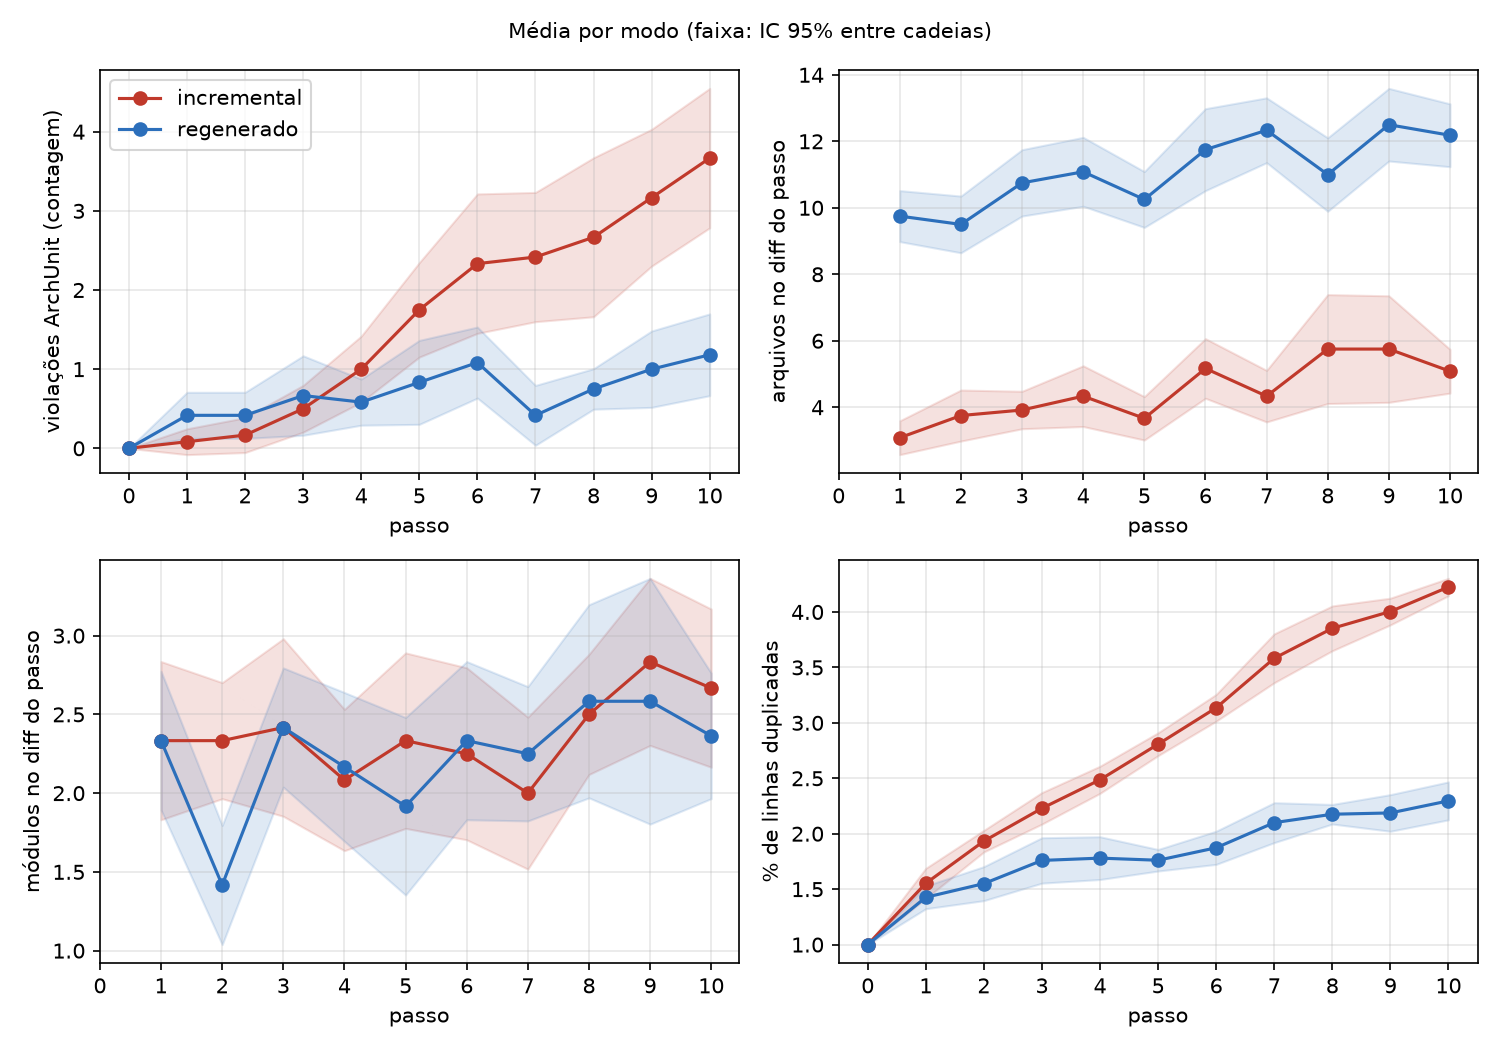 Média por modo (faixa: IC 95% entre cadeias)
incremental
regenerado
violações ArchUnit (contagem)
4
3
2
1
0
0 1 2 3 4 5 6 7 8 9 10
passo
arquivos no diff do passo
14
12
10
8
6
4
0 1 2 3 4 5 6 7 8 9 10
passo
módulos no diff do passo
3.0
2.5
2.0
1.5
1.0
0 1 2 3 4 5 6 7 8 9 10
passo
% de linhas duplicadas
4.0
3.5
3.0
2.5
2.0
1.5
1.0
0 1 2 3 4 5 6 7 8 9 10
passo